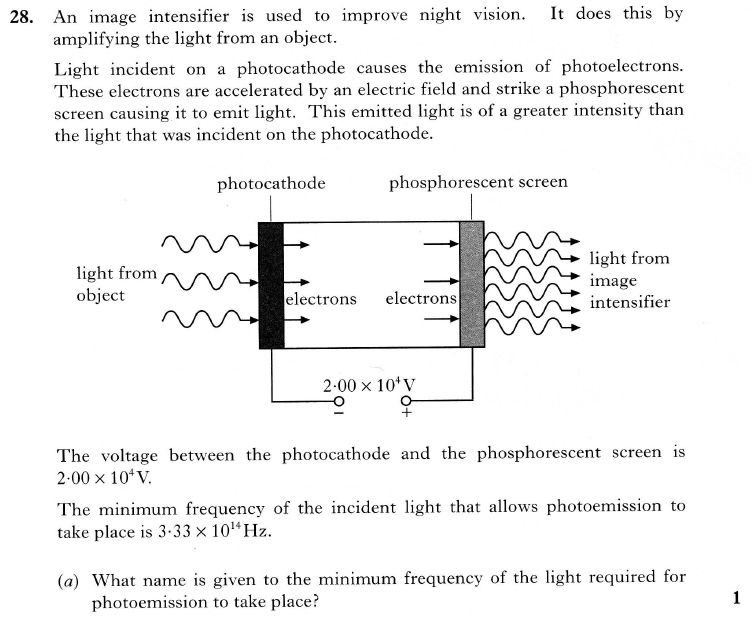 28. An image intensifier is used to improve night vision. It does this by
amplifying the light from an object.
Light incident on a photocathode causes the emission of photoelectrons.
These electrons are accelerated by an electric field and strike a phosphorescent
screen causing it to emit light. This emitted light is of a greater intensity than
the light that was incident on the photocathode.
photocathode
phosphorescent screen
light from
object
electrons
electrons
light from
image
intensifier
2·00 × 10⁴ V
− +
The voltage between the photocathode and the phosphorescent screen is
2·00 × 10⁴ V.
The minimum frequency of the incident light that allows photoemission to
take place is 3·33 × 10¹⁴ Hz.
(a) What name is given to the minimum frequency of the light required for
photoemission to take place?
1